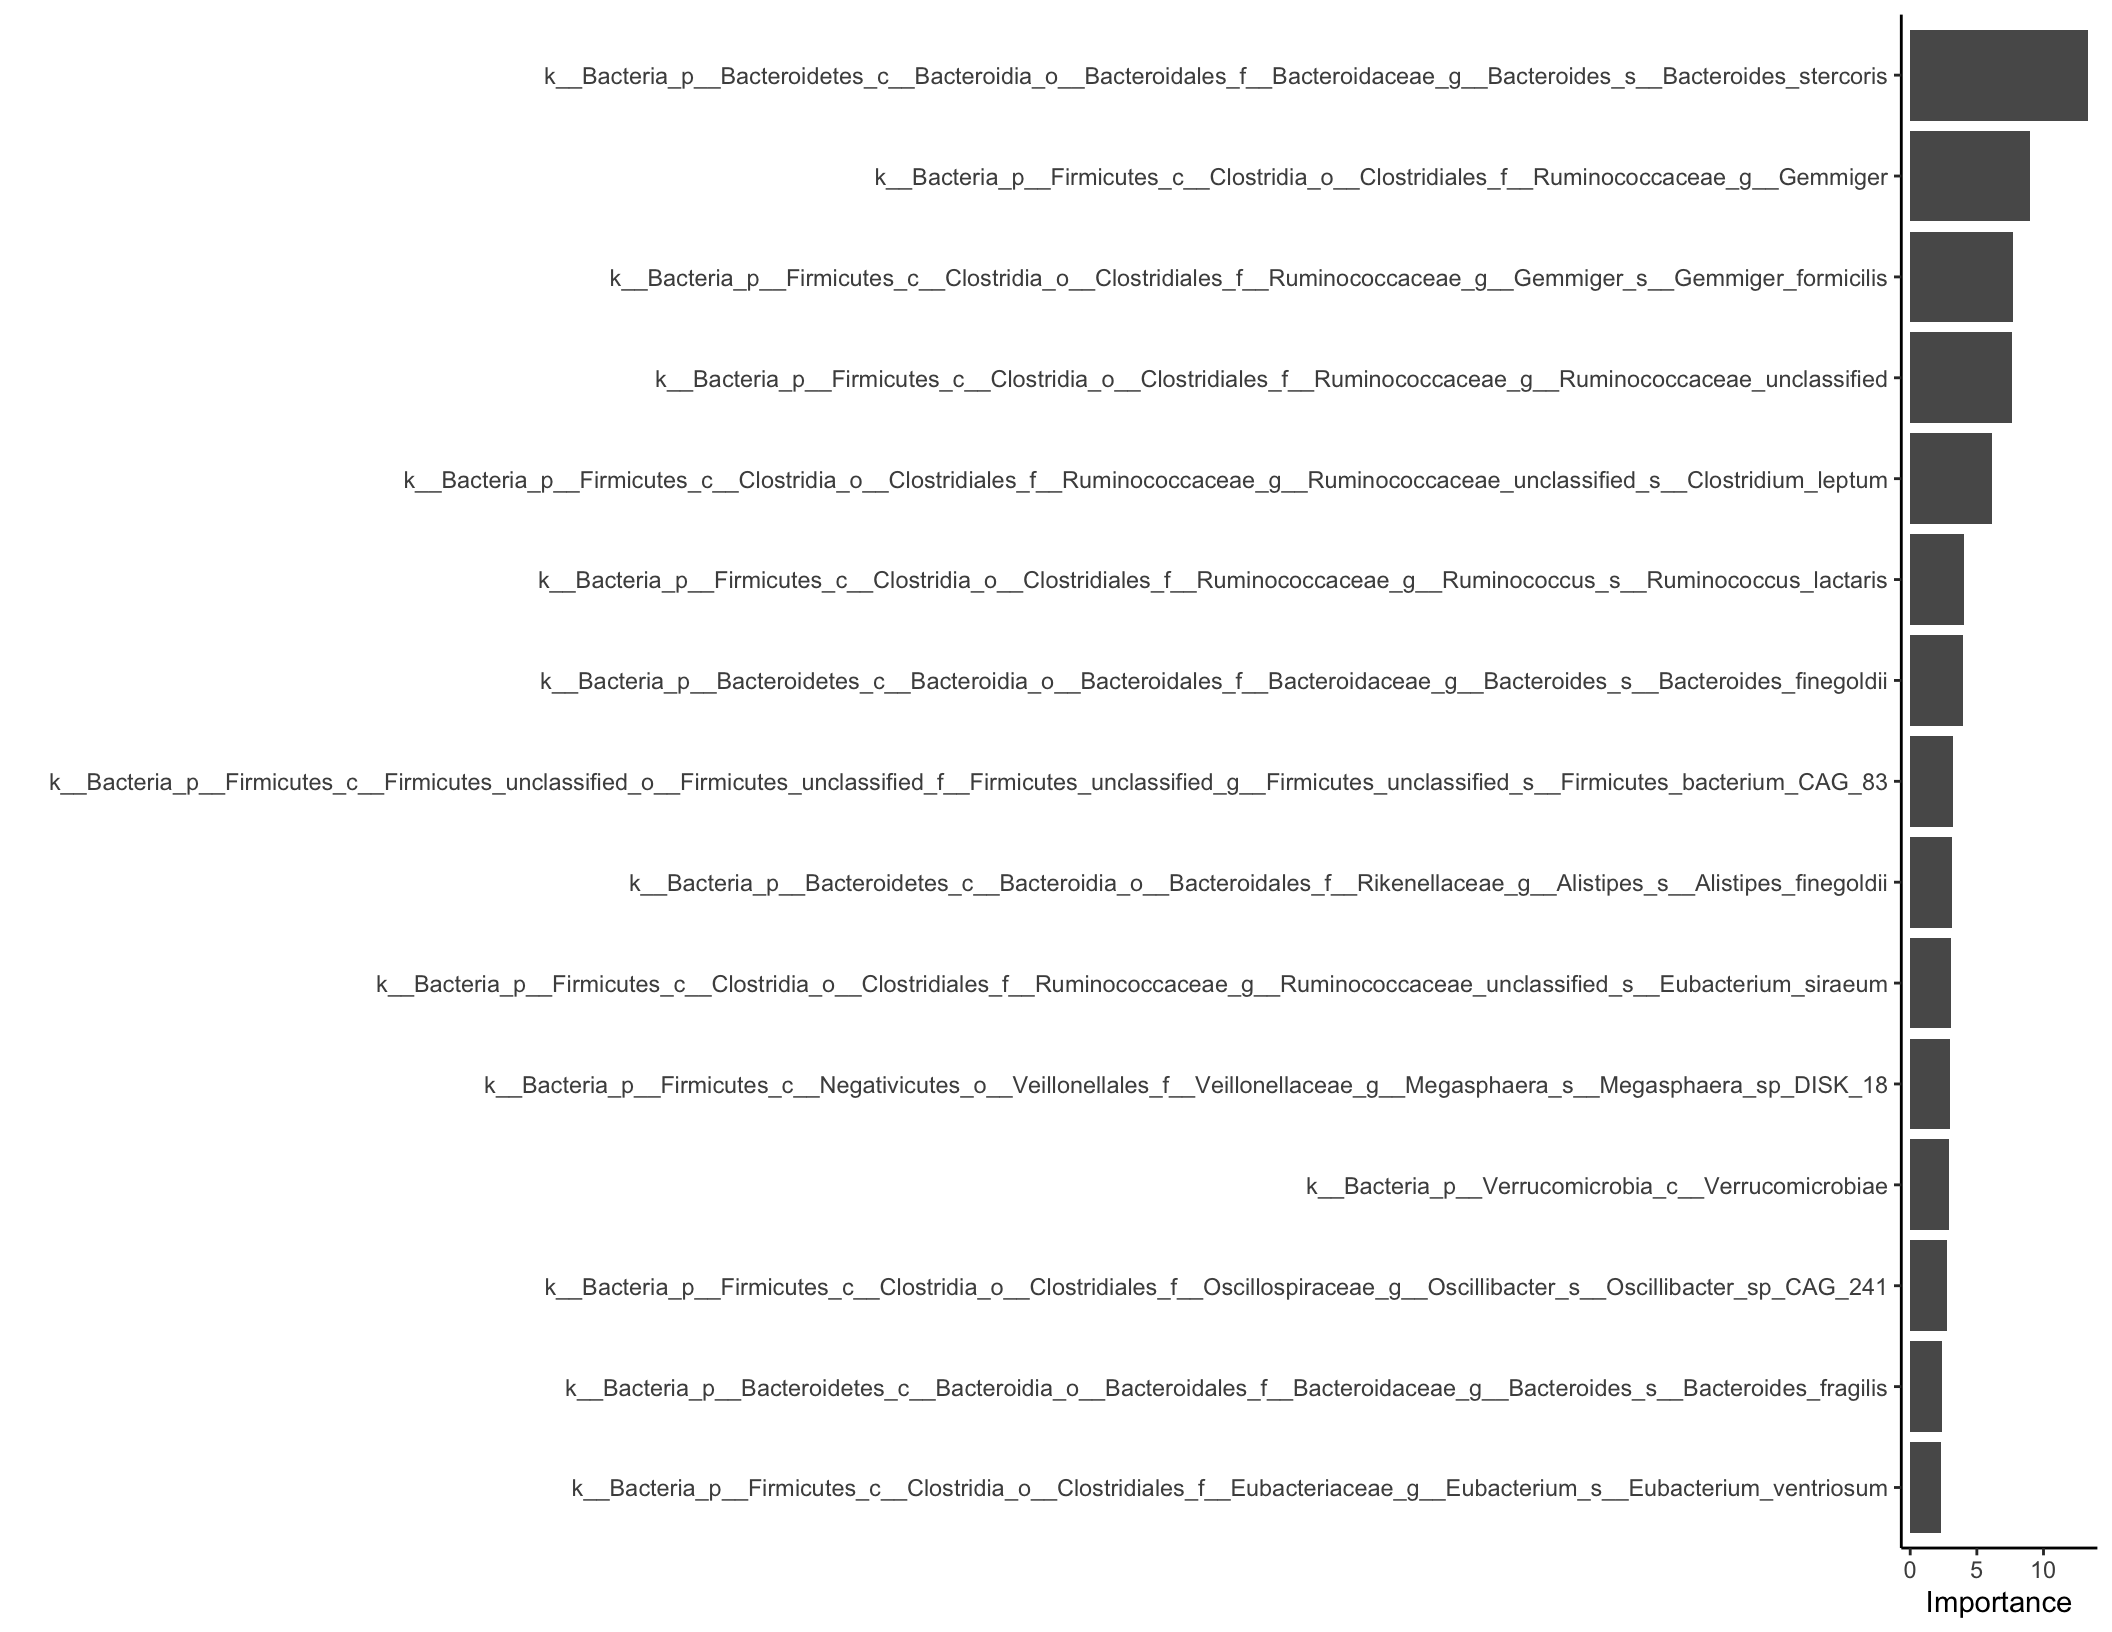 k__Bacteria_p__Bacteroidetes_c__Bacteroidia_o__Bacteroidales_f__Bacteroidaceae_g__Bacteroides_s__Bacteroides_stercoris
k__Bacteria_p__Firmicutes_c__Clostridia_o__Clostridiales_f__Ruminococcaceae_g__Gemmiger
k__Bacteria_p__Firmicutes_c__Clostridia_o__Clostridiales_f__Ruminococcaceae_g__Gemmiger_s__Gemmiger_formicilis
k__Bacteria_p__Firmicutes_c__Clostridia_o__Clostridiales_f__Ruminococcaceae_g__Ruminococcaceae_unclassified
k__Bacteria_p__Firmicutes_c__Clostridia_o__Clostridiales_f__Ruminococcaceae_g__Ruminococcaceae_unclassified_s__Clostridium_leptum
k__Bacteria_p__Firmicutes_c__Clostridia_o__Clostridiales_f__Ruminococcaceae_g__Ruminococcus_s__Ruminococcus_lactaris
k__Bacteria_p__Bacteroidetes_c__Bacteroidia_o__Bacteroidales_f__Bacteroidaceae_g__Bacteroides_s__Bacteroides_finegoldii
k__Bacteria_p__Firmicutes_c__Firmicutes_unclassified_o__Firmicutes_unclassified_f__Firmicutes_unclassified_g__Firmicutes_unclassified_s__Firmicutes_bacterium_CAG_83
k__Bacteria_p__Bacteroidetes_c__Bacteroidia_o__Bacteroidales_f__Rikenellaceae_g__Alistipes_s__Alistipes_finegoldii
k__Bacteria_p__Firmicutes_c__Clostridia_o__Clostridiales_f__Ruminococcaceae_g__Ruminococcaceae_unclassified_s__Eubacterium_siraeum
k__Bacteria_p__Firmicutes_c__Negativicutes_o__Veillonellales_f__Veillonellaceae_g__Megasphaera_s__Megasphaera_sp_DISK_18
k__Bacteria_p__Verrucomicrobia_c__Verrucomicrobiae
k__Bacteria_p__Firmicutes_c__Clostridia_o__Clostridiales_f__Oscillospiraceae_g__Oscillibacter_s__Oscillibacter_sp_CAG_241
k__Bacteria_p__Bacteroidetes_c__Bacteroidia_o__Bacteroidales_f__Bacteroidaceae_g__Bacteroides_s__Bacteroides_fragilis
k__Bacteria_p__Firmicutes_c__Clostridia_o__Clostridiales_f__Eubacteriaceae_g__Eubacterium_s__Eubacterium_ventriosum
0 5 10
Importance